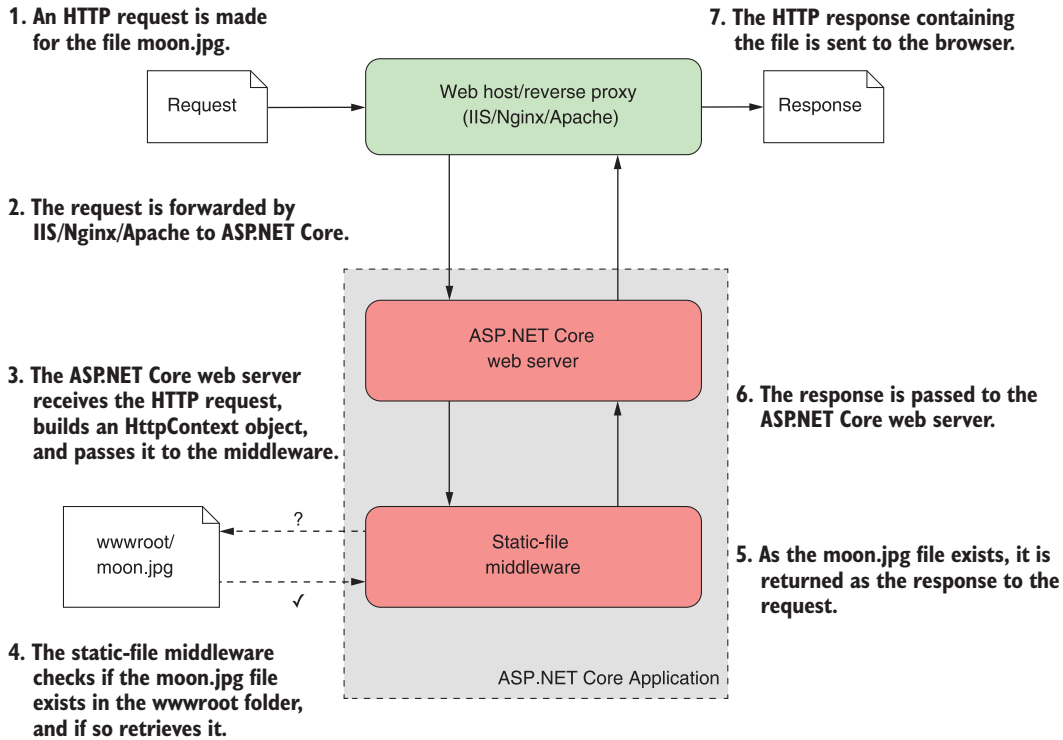 1. An HTTP request is made
for the file moon.jpg.
7. The HTTP response containing
the file is sent to the browser.
Request
Web host/reverse proxy
(IIS/Nginx/Apache)
Response
2. The request is forwarded by
IIS/Nginx/Apache to ASP.NET Core.
ASP.NET Core
web server
3. The ASP.NET Core web server
receives the HTTP request,
builds an HttpContext object,
and passes it to the middleware.
6. The response is passed to the
ASP.NET Core web server.
?
wwwroot/
moon.jpg
✓
Static-file
middleware
5. As the moon.jpg file exists, it is
returned as the response to the
request.
4. The static-file middleware
checks if the moon.jpg file
exists in the wwwroot folder,
and if so retrieves it.
ASP.NET Core Application